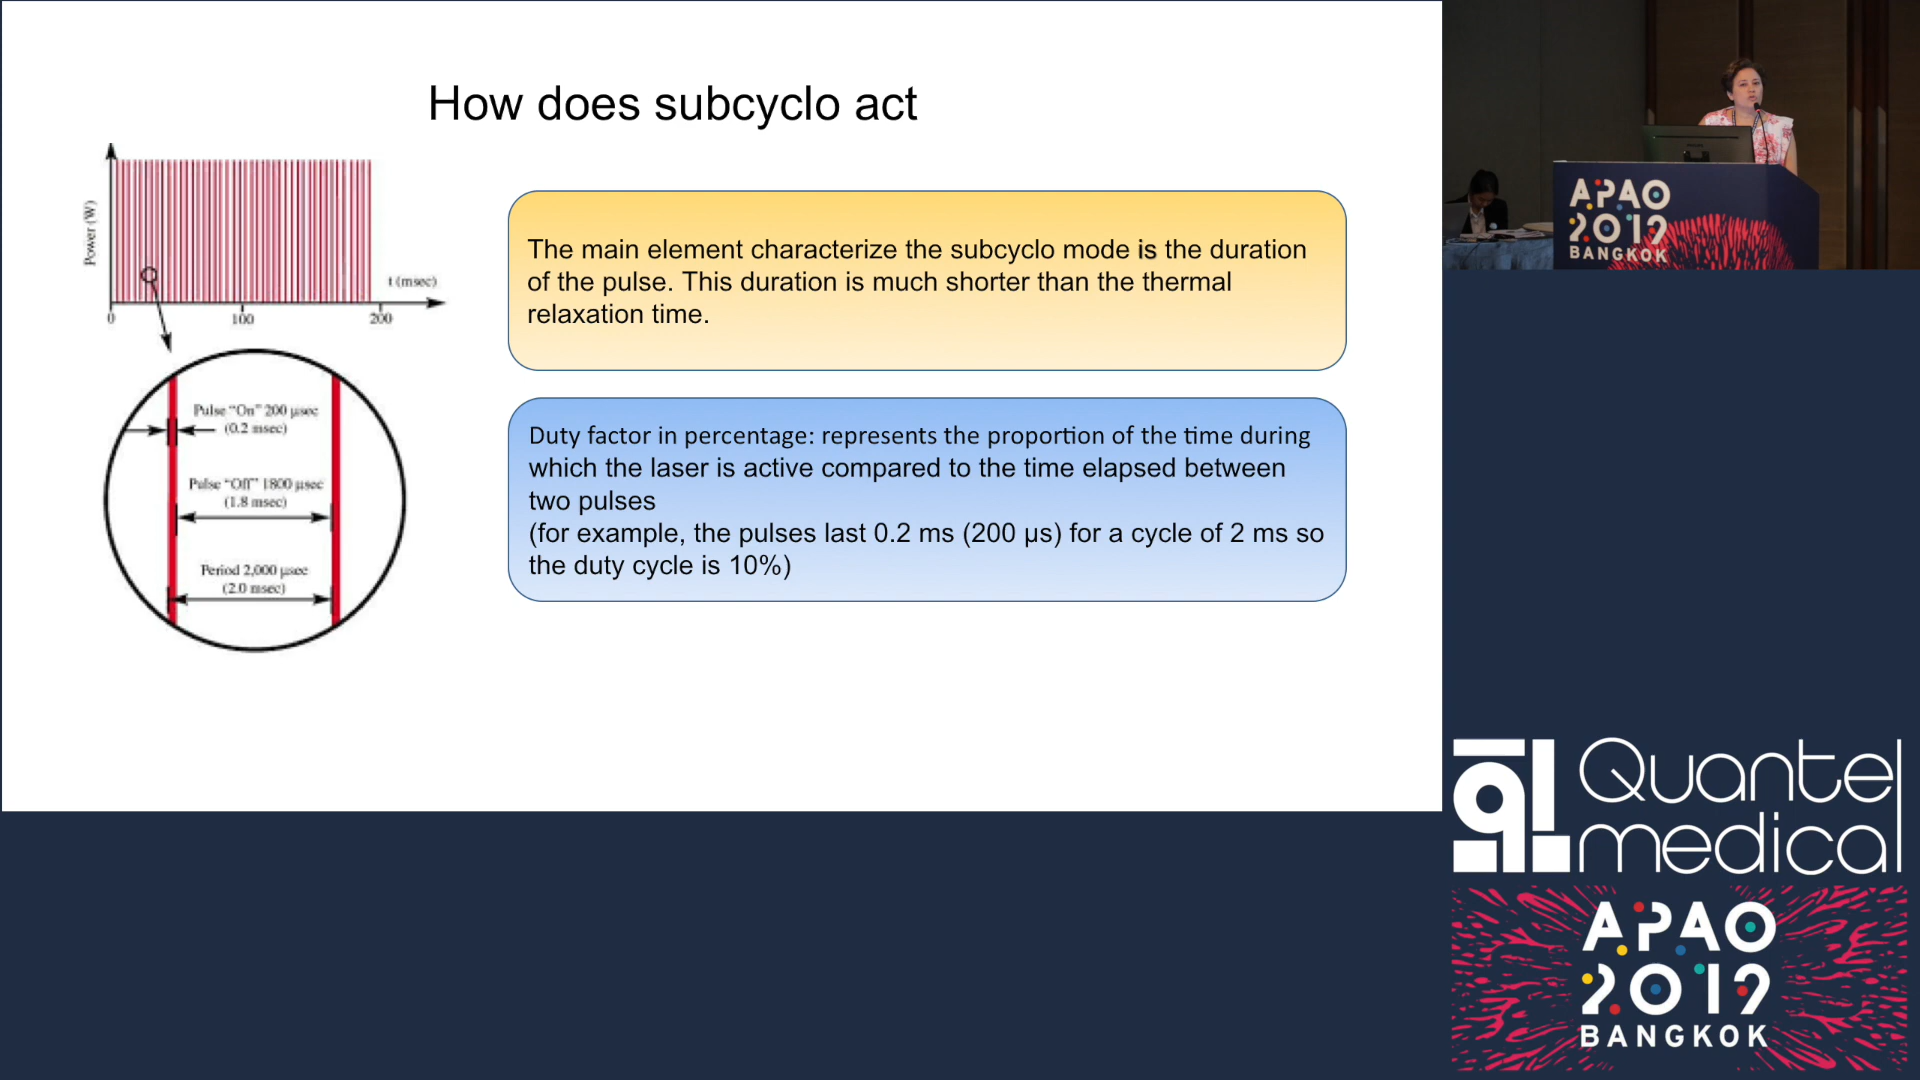 How does subcyclo act
Power (W)
t (msec)
0
100
200
Pulse “On” 200 µsec
(0.2 msec)
Pulse “Off” 1800 µsec
(1.8 msec)
Period 2,000 µsec
(2.0 msec)
The main element characterize the subcyclo mode is the duration
of the pulse. This duration is much shorter than the thermal
relaxation time.
Duty factor in percentage: represents the proportion of the time during
which the laser is active compared to the time elapsed between
two pulses
(for example, the pulses last 0.2 ms (200 µs) for a cycle of 2 ms so
the duty cycle is 10%)
APAO
2019
BANGKOK
Quantel
medical
APAO
2019
BANGKOK